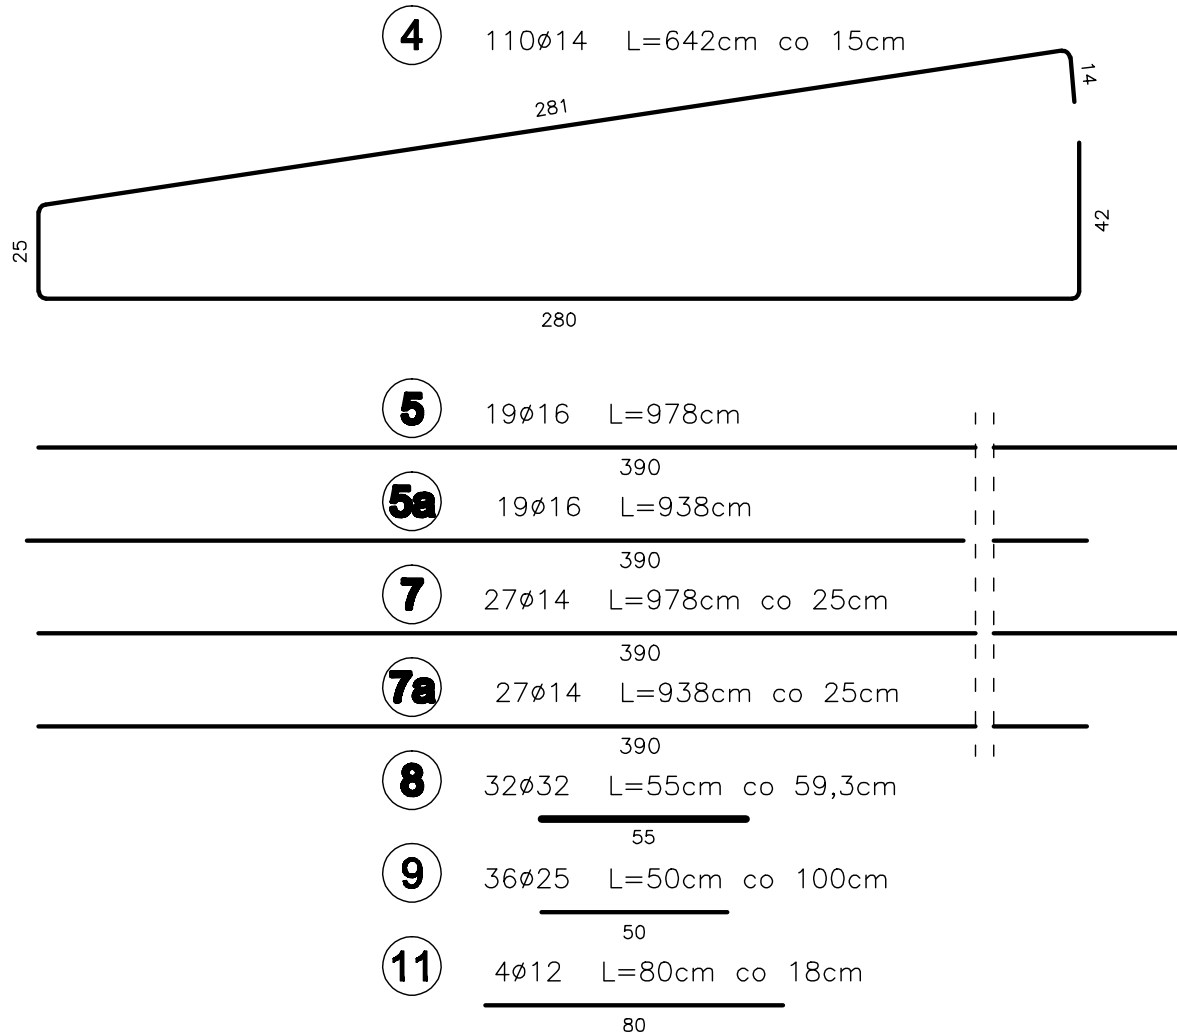 4 110ø14 L=642cm co 15cm
14
281
42
25
280
5 19ø16 L=978cm
390
5a 19ø16 L=938cm
390
7 27ø14 L=978cm co 25cm
390
7a 27ø14 L=938cm co 25cm
390
8 32ø32 L=55cm co 59,3cm
55
9 36ø25 L=50cm co 100cm
50
11 4ø12 L=80cm co 18cm
80